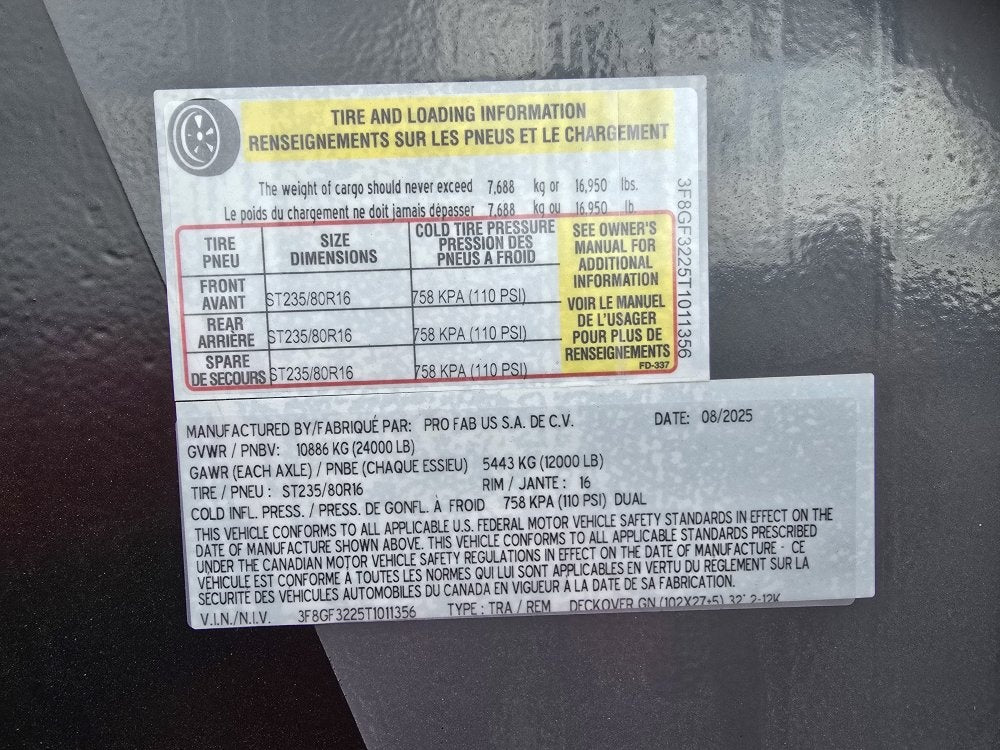 TIRE AND LOADING INFORMATION
RENSEIGNEMENTS SUR LES PNEUS ET LE CHARGEMENT
The weight of cargo should never exceed 7,688 kg or 16,950 lbs.
Le poids du chargement ne doit jamais dépasser 7,688 kg ou 16,950 lb
TIRE PNEU
SIZE DIMENSIONS
COLD TIRE PRESSURE PRESSION DES PNEUS A FROID
SEE OWNER'S MANUAL FOR ADDITIONAL INFORMATION
VOIR LE MANUEL DE L'USAGER POUR PLUS DE RENSEIGNEMENTS
FD-337
FRONT AVANT ST235/80R16 758 KPA (110 PSI)
REAR ARRIÈRE ST235/80R16 758 KPA (110 PSI)
SPARE DE SECOURS ST235/80R16 758 KPA (110 PSI)
3F8GF3225T1011356
MANUFACTURED BY/FABRIQUÉ PAR: PRO FAB US S.A. DE C.V. DATE: 08/2025
GVWR / PNBV: 10886 KG (24000 LB)
GAWR (EACH AXLE) / PNBE (CHAQUE ESSIEU) 5443 KG (12000 LB)
TIRE / PNEU : ST235/80R16 RIM / JANTE : 16
COLD INFL. PRESS. / PRESS. DE GONFL. À FROID 758 KPA (110 PSI) DUAL
THIS VEHICLE CONFORMS TO ALL APPLICABLE U.S. FEDERAL MOTOR VEHICLE SAFETY STANDARDS IN EFFECT ON THE
DATE OF MANUFACTURE SHOWN ABOVE. THIS VEHICLE CONFORMS TO ALL APPLICABLE STANDARDS PRESCRIBED
UNDER THE CANADIAN MOTOR VEHICLE SAFETY REGULATIONS IN EFFECT ON THE DATE OF MANUFACTURE - CE
VÉHICULE EST CONFORME À TOUTES LES NORMES QUI LUI SONT APPLICABLES EN VERTU DU RÈGLEMENT SUR LA
SÉCURITÉ DES VÉHICULES AUTOMOBILES DU CANADA EN VIGUEUR À LA DATE DE SA FABRICATION.
V.I.N./N.I.V. 3F8GF3225T1011356 TYPE : TRA / REM DECKOVER GN (102X27+5) 32' 2-12K